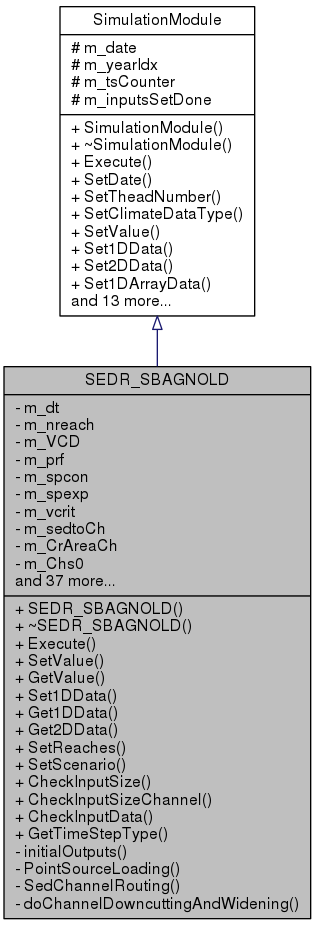 SimulationModule
# m_date
# m_yearIdx
# m_tsCounter
# m_inputsSetDone
+ SimulationModule()
+ ~SimulationModule()
+ Execute()
+ SetDate()
+ SetTheadNumber()
+ SetClimateDataType()
+ SetValue()
+ Set1DData()
+ Set2DData()
+ Set1DArrayData()
and 13 more...
SEDR_SBAGNOLD
- m_dt
- m_nreach
- m_VCD
- m_prf
- m_spcon
- m_spexp
- m_vcrit
- m_sedtoCh
- m_CrAreaCh
- m_Chs0
and 37 more...
+ SEDR_SBAGNOLD()
+ ~SEDR_SBAGNOLD()
+ Execute()
+ SetValue()
+ GetValue()
+ Set1DData()
+ Get1DData()
+ Get2DData()
+ SetReaches()
+ SetScenario()
+ CheckInputSize()
+ CheckInputSizeChannel()
+ CheckInputData()
+ GetTimeStepType()
- initialOutputs()
- PointSourceLoading()
- SedChannelRouting()
- doChannelDowncuttingAndWidening()